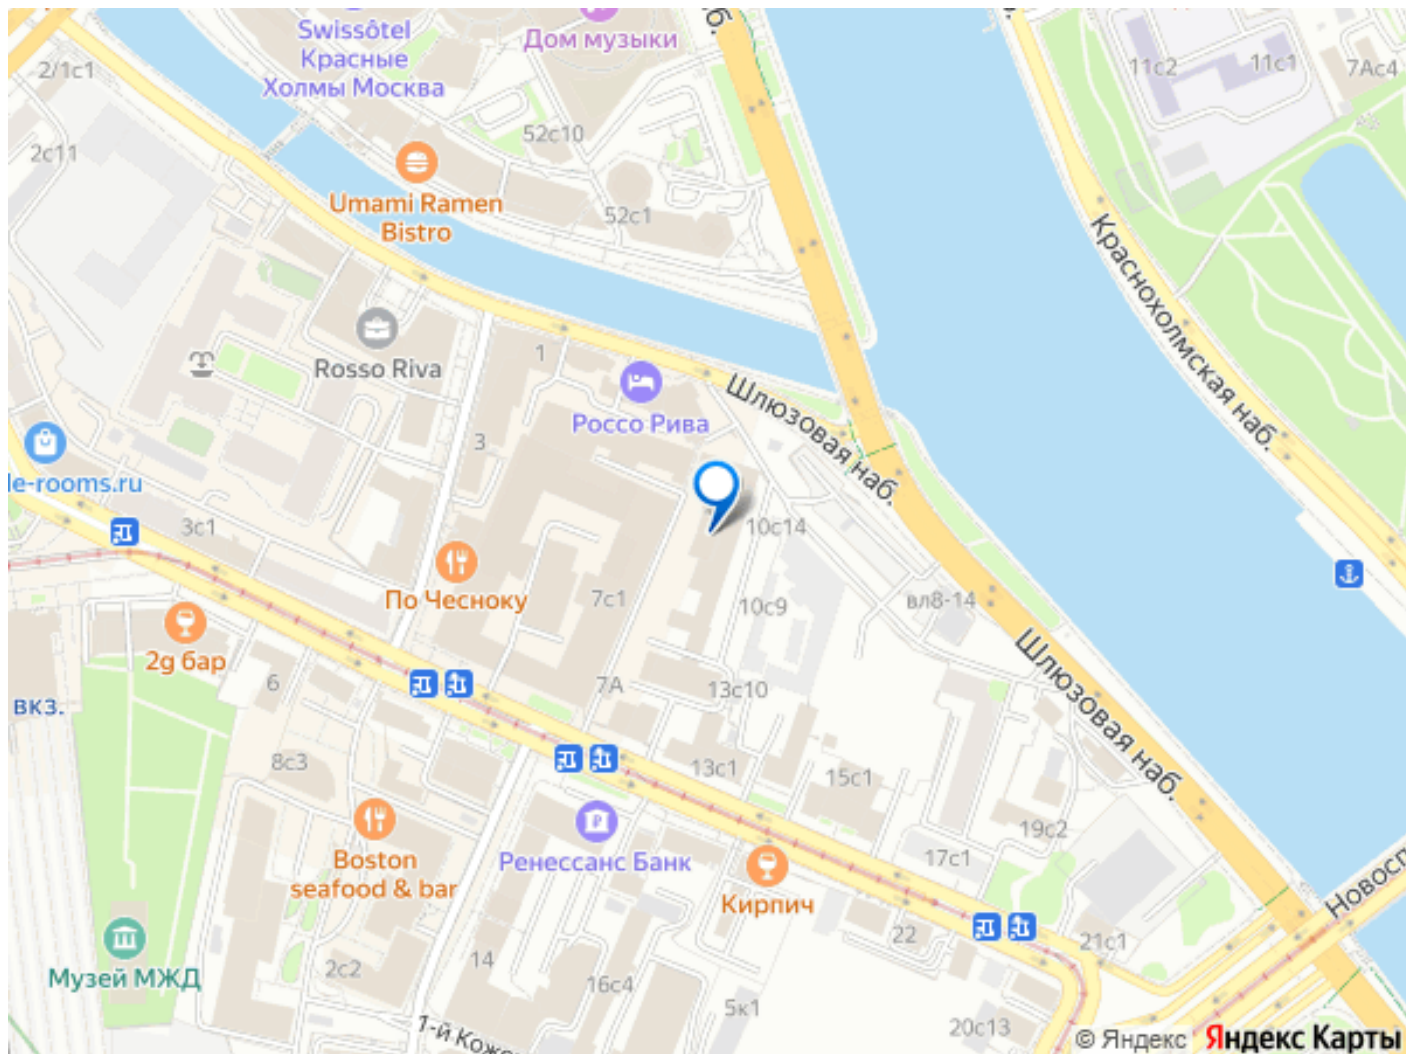 Swissôtel
Красные
Холмы Москва
Дом музыки
наб.
11с2
11с1
7Ас4
2/1с1
2с11
52с10
Umami Ramen
Bistro
52с1
Краснохолмская наб.
Rosso Riva
1
Россо Рива
Шлюзовая наб.
3
le-rooms.ru
3с1
10с14
По Чесноку
7с1
10с9
вл8-14
2g бар
Шлюзовая наб.
6
7А
13с10
вкз.
8с3
13с1
15с1
19с2
Boston
seafood & bar
Ренессанс Банк
17с1
Кирпич
Новосп
22
21с1
Музей МЖД
2с2
14
16с4
5к1
20с13
1-й Коже
© Яндекс Яндекс Карты